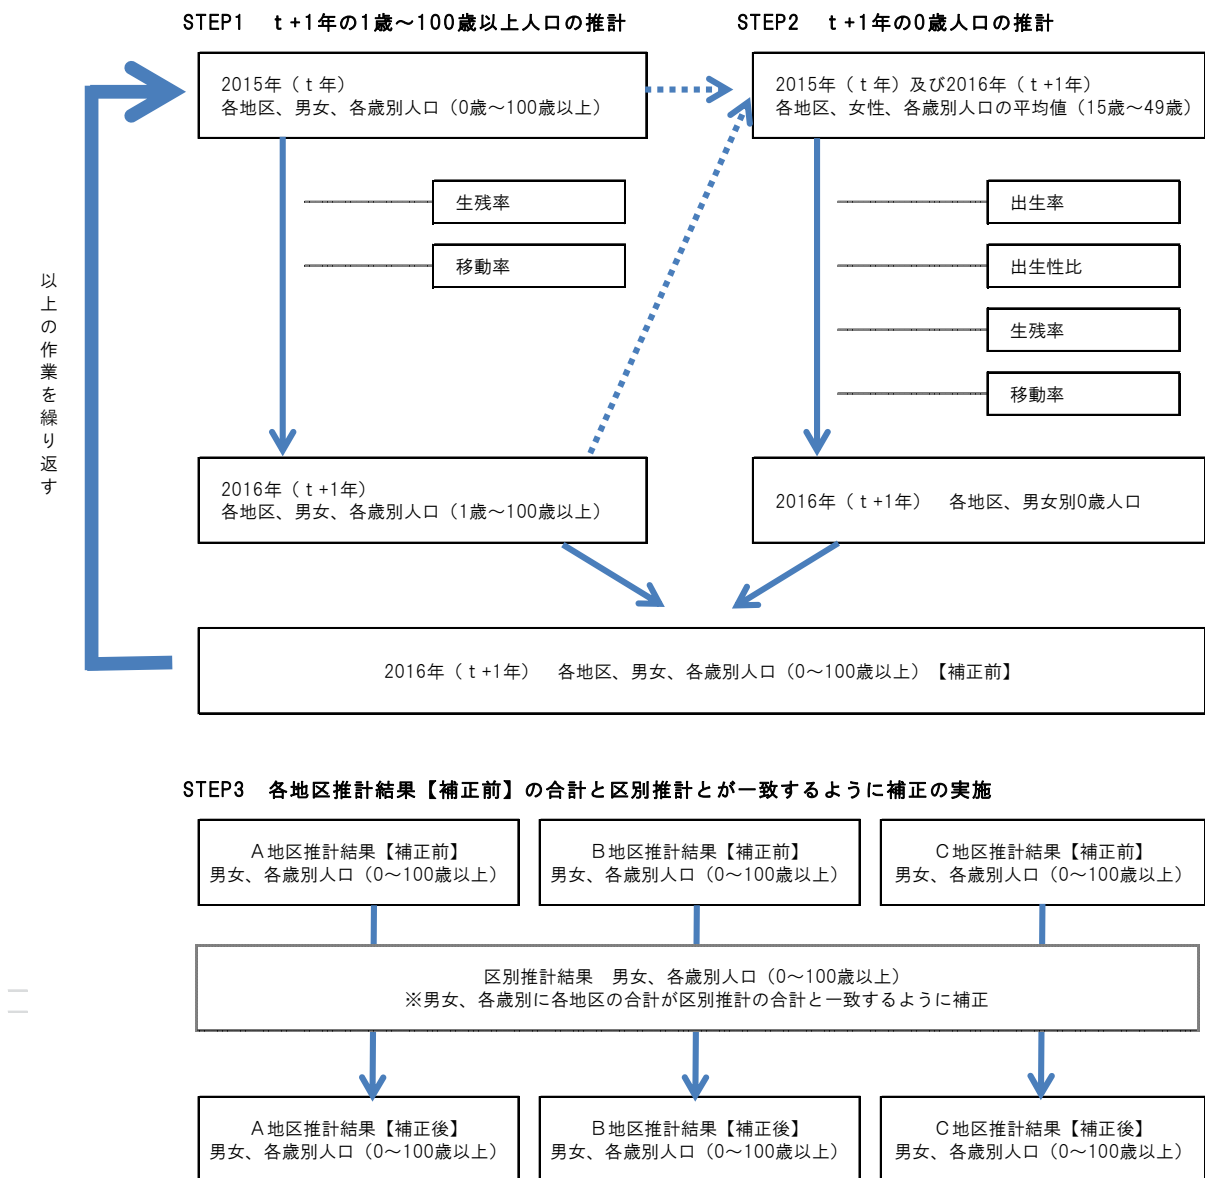 STEP1　ｔ+1年の1歳～100歳以上人口の推計
2015年（ｔ年）
各地区、男女、各歳別人口（0歳～100歳以上）
生残率
移動率
2016年（ｔ+1年）
各地区、男女、各歳別人口（1歳～100歳以上）
STEP2　ｔ+1年の0歳人口の推計
2015年（ｔ年）及び2016年（ｔ+1年）
各地区、女性、各歳別人口の平均値（15歳～49歳）
出生率
出生性比
生残率
移動率
2016年（ｔ+1年）　各地区、男女別0歳人口
2016年（ｔ+1年）　各地区、男女、各歳別人口（0～100歳以上）【補正前】
以上の作業を繰り返す
STEP3　各地区推計結果【補正前】の合計と区別推計とが一致するように補正の実施
Ａ地区推計結果【補正前】
男女、各歳別人口（0～100歳以上）
Ｂ地区推計結果【補正前】
男女、各歳別人口（0～100歳以上）
Ｃ地区推計結果【補正前】
男女、各歳別人口（0～100歳以上）
区別推計結果　男女、各歳別人口（0～100歳以上）
※男女、各歳別に各地区の合計が区別推計の合計と一致するように補正
Ａ地区推計結果【補正後】
男女、各歳別人口（0～100歳以上）
Ｂ地区推計結果【補正後】
男女、各歳別人口（0～100歳以上）
Ｃ地区推計結果【補正後】
男女、各歳別人口（0～100歳以上）